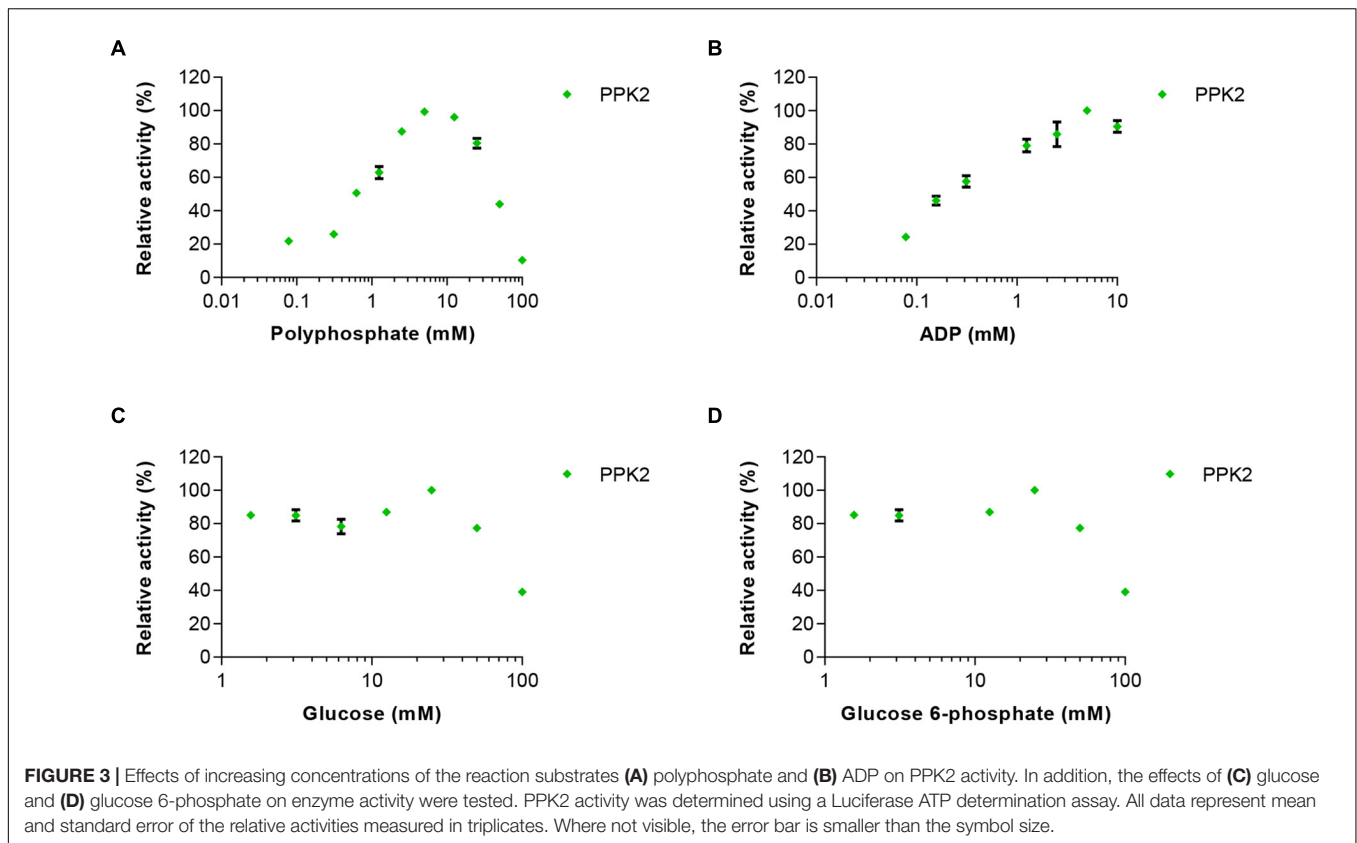 A
Relative activity (%)
120
100
80
60
40
20
0
0.01 0.1 1 10 100
Polyphosphate (mM)
PPK2
B
Relative activity (%)
120
100
80
60
40
20
0
0.01 0.1 1 10
ADP (mM)
PPK2
C
Relative activity (%)
120
100
80
60
40
20
0
1 10 100
Glucose (mM)
PPK2
D
Relative activity (%)
120
100
80
60
40
20
0
1 10 100
Glucose 6-phosphate (mM)
PPK2
FIGURE 3 | Effects of increasing concentrations of the reaction substrates (A) polyphosphate and (B) ADP on PPK2 activity. In addition, the effects of (C) glucose
and (D) glucose 6-phosphate on enzyme activity were tested. PPK2 activity was determined using a Luciferase ATP determination assay. All data represent mean
and standard error of the relative activities measured in triplicates. Where not visible, the error bar is smaller than the symbol size.